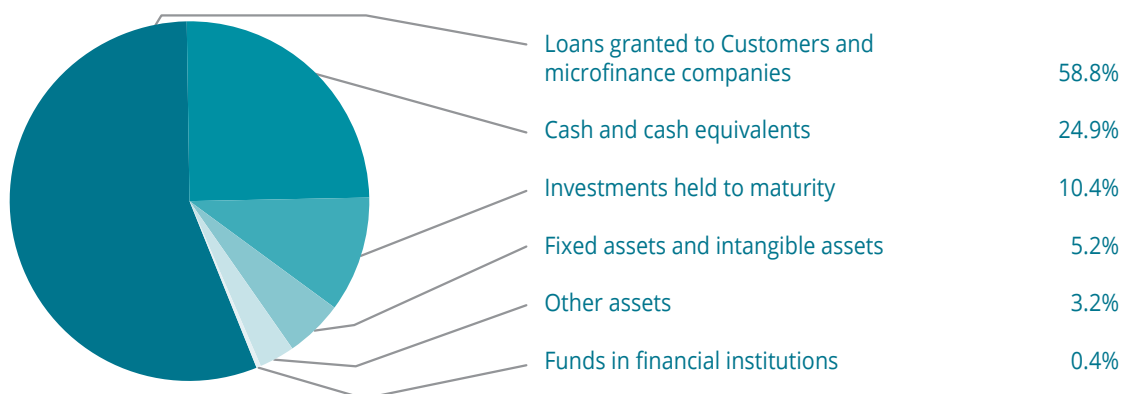 Loans granted to Customers and
microfinance companies 58.8%
Cash and cash equivalents 24.9%
Investments held to maturity 10.4%
Fixed assets and intangible assets 5.2%
Other assets 3.2%
Funds in financial institutions 0.4%